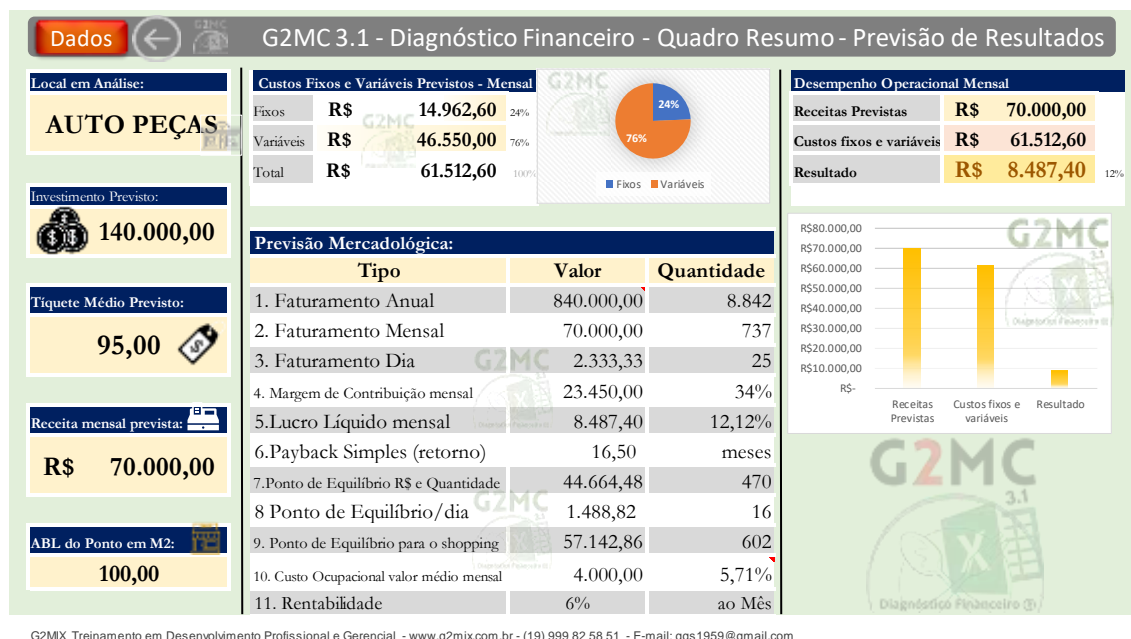 Dados
G2MC
G2MC 3.1 - Diagnóstico Financeiro - Quadro Resumo - Previsão de Resultados
Local em Análise:
AUTO PEÇAS
Investimento Previsto:
140.000,00
Tíquete Médio Previsto:
95,00
Receita mensal prevista:
R$ 70.000,00
ABL do Ponto em M2:
100,00
Custos Fixos e Variáveis Previstos - Mensal
Fixos R$ 14.962,60 24%
Variáveis R$ 46.550,00 76%
Total R$ 61.512,60 100%
G2MC
G2MC
24%
76%
Fixos Variáveis
Previsão Mercadológica:
Tipo Valor Quantidade
1. Faturamento Anual 840.000,00 8.842
2. Faturamento Mensal 70.000,00 737
3. Faturamento Dia 2.333,33 25
4. Margem de Contribuição mensal 23.450,00 34%
5.Lucro Líquido mensal 8.487,40 12,12%
6.Payback Simples (retorno) 16,50 meses
7.Ponto de Equilíbrio R$ e Quantidade 44.664,48 470
8 Ponto de Equilíbrio/dia 1.488,82 16
9. Ponto de Equilíbrio para o shopping 57.142,86 602
10. Custo Ocupacional valor médio mensal 4.000,00 5,71%
11. Rentabilidade 6% ao Mês
G2MC
G2MC
Desempenho Operacional Mensal
Receitas Previstas R$ 70.000,00
Custos fixos e variáveis R$ 61.512,60
Resultado R$ 8.487,40 12%
R$80.000,00
R$70.000,00
R$60.000,00
R$50.000,00
R$40.000,00
R$30.000,00
R$20.000,00
R$10.000,00
R$-
Receitas Previstas
Custos fixos e variáveis
Resultado
G2MC
3.1
Diagnóstico Financeiro ®
G2MC
3.1
Diagnóstico Financeiro ®
G2MIX Treinamento em Desenvolvimento Profissional e Gerencial - www.g2mix.com.br - (19) 999 82 58 51 - E-mail: ggs1959@gmail.com